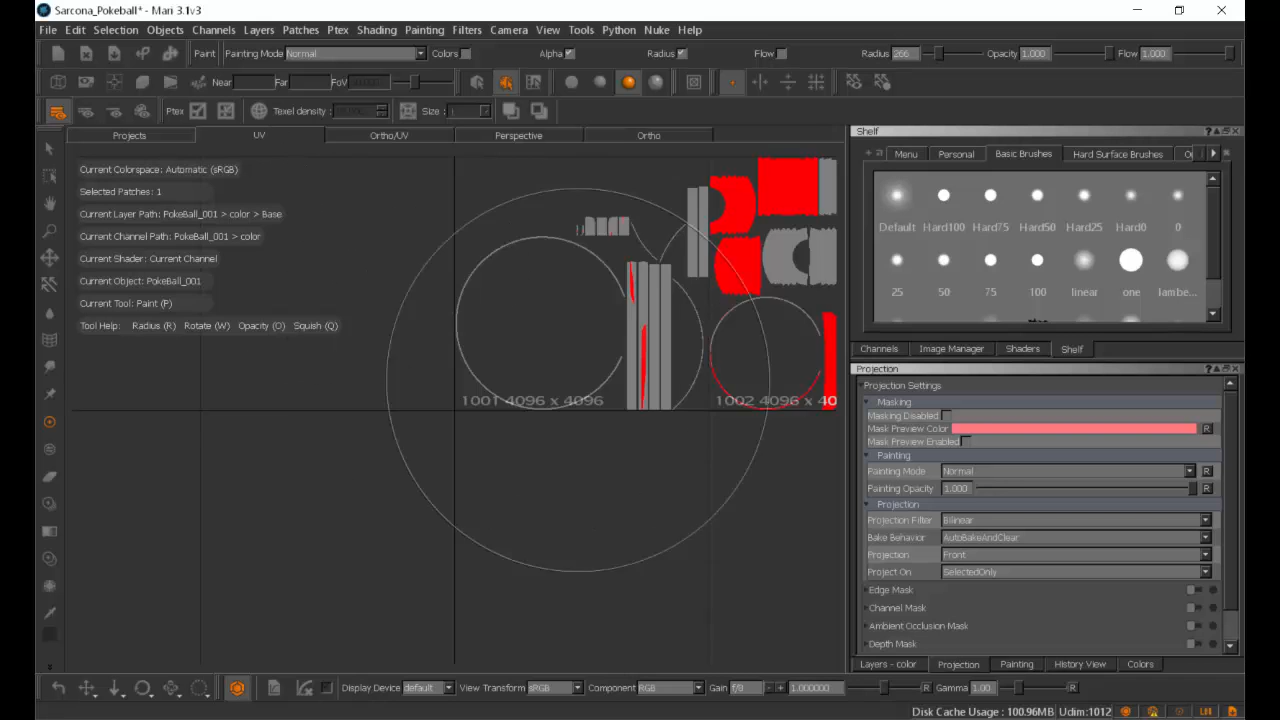 Sarcona_Pokeball* - Mari 3.1v3
File Edit Selection Objects Channels Layers Patches Ptex Shading Painting Filters Camera View Tools Python Nuke Help
Paint Painting Mode Normal Colors Alpha Radius Flow Radius 266 Opacity 1.000 Flow 1.000
Near Far FoV
Ptex Texel density: Size :
Projects UV Ortho/UV Perspective Ortho
Current Colorspace: Automatic (sRGB)
Selected Patches: 1
Current Layer Path: PokeBall_001 > color > Base
Current Channel Path: PokeBall_001 > color
Current Shader: Current Channel
Current Object: PokeBall_001
Current Tool: Paint (P)
Tool Help: Radius (R) Rotate (W) Opacity (O) Squish (Q)
1001 4096 x 4096
1002 4096 x 40
Shelf
Menu Personal Basic Brushes Hard Surface Brushes
Default Hard100 Hard75 Hard50 Hard25 Hard0 0
25 50 75 100 linear one lambe...
Channels Image Manager Shaders Shelf
Projection
Projection Settings
Masking
Masking Disabled
Mask Preview Color R
Mask Preview Enabled
Painting
Painting Mode Normal R
Painting Opacity 1.000 R
Projection
Projection Filter Bilinear
Bake Behavior AutoBakeAndClear
Projection Front
Project On SelectedOnly
Edge Mask
Channel Mask
Ambient Occlusion Mask
Depth Mask
Layers - color Projection Painting History View Colors
Display Device default View Transform sRGB Component RGB Gain f/8 1.000000 R Gamma 1.00 R
Disk Cache Usage : 100.96MB Udim:1012